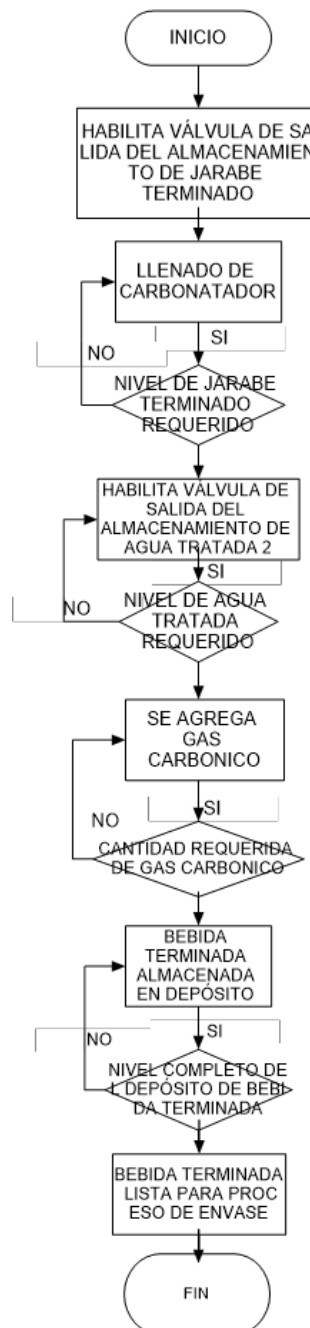 INICIO
HABILITA VÁLVULA DE SA
LIDA DEL ALMACENAMIEN
TO DE JARABE
TERMINADO
LLENADO DE
CARBONATADOR
SI
NO
NIVEL DE JARABE
TERMINADO
REQUERIDO
HABILITA VÁLVULA DE
SALIDA DEL
ALMACENAMIENTO DE
AGUA TRATADA 2
SI
NO
NIVEL DE AGUA
TRATADA
REQUERIDO
SE AGREGA
GAS
CARBONICO
SI
NO
CANTIDAD REQUERIDA
DE GAS CARBONICO
BEBIDA
TERMINADA
ALMACENADA
EN DEPÓSITO
SI
NO
NIVEL COMPLETO DE
L DEPÓSITO DE BEBI
DA TERMINADA
BEBIDA TERMINADA
LISTA PARA PROC
ESO DE ENVASE
FIN